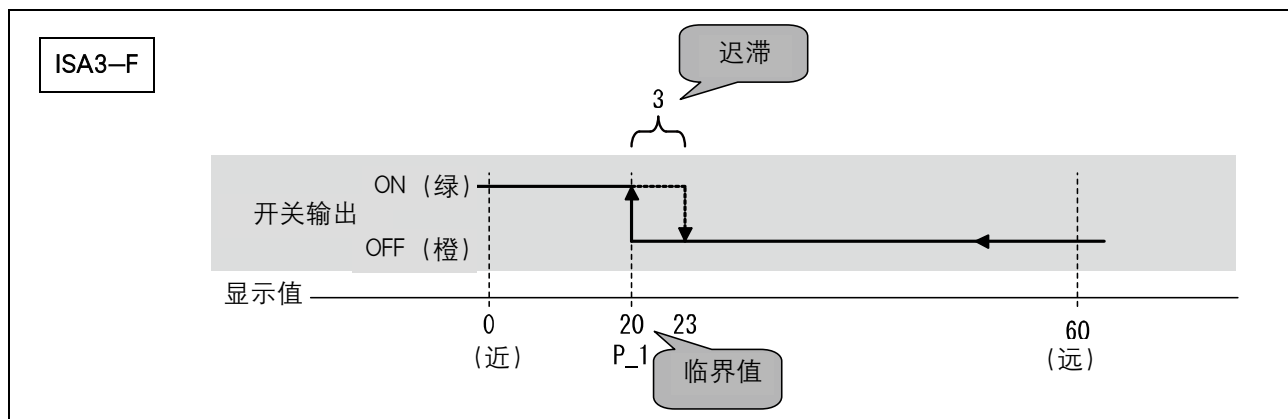 ISA3-F
迟滞
3
ON (绿)
开关输出
OFF (橙)
显示值
0 20 23 60
(近) P_1 (远)
临界值